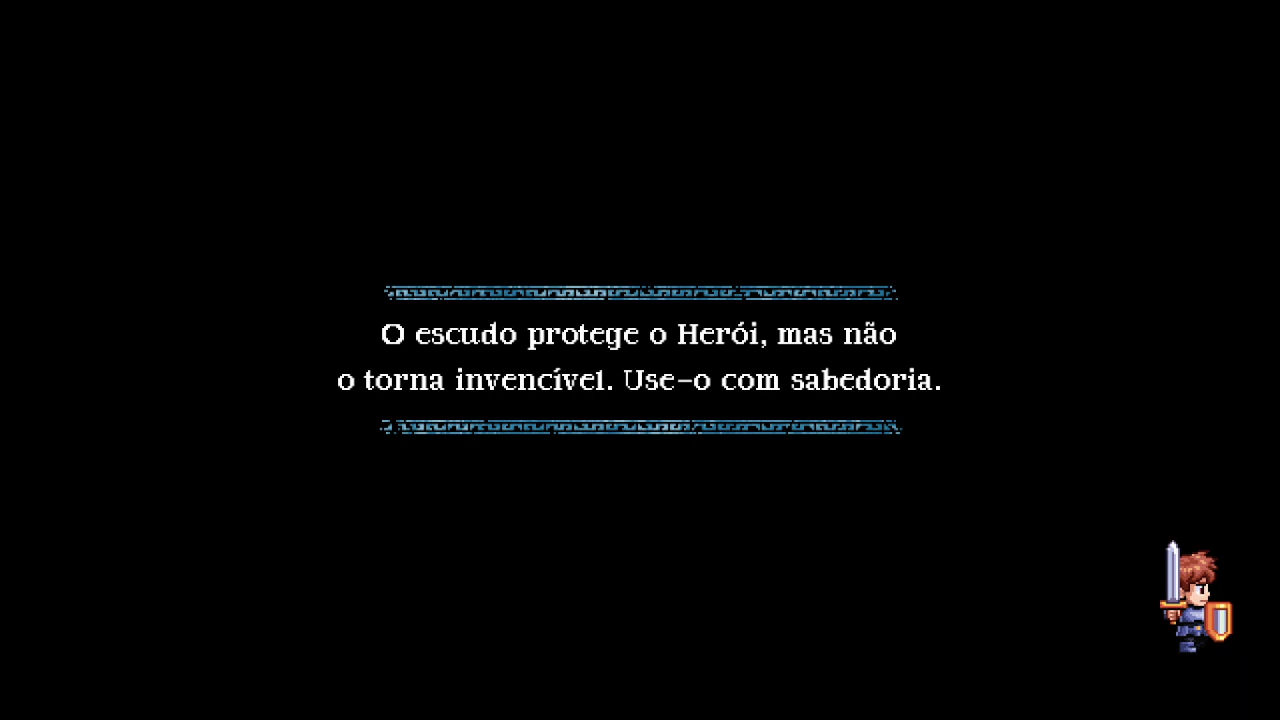 O escudo protege o Herói, mas não
o torna invencível. Use-o com sabedoria.